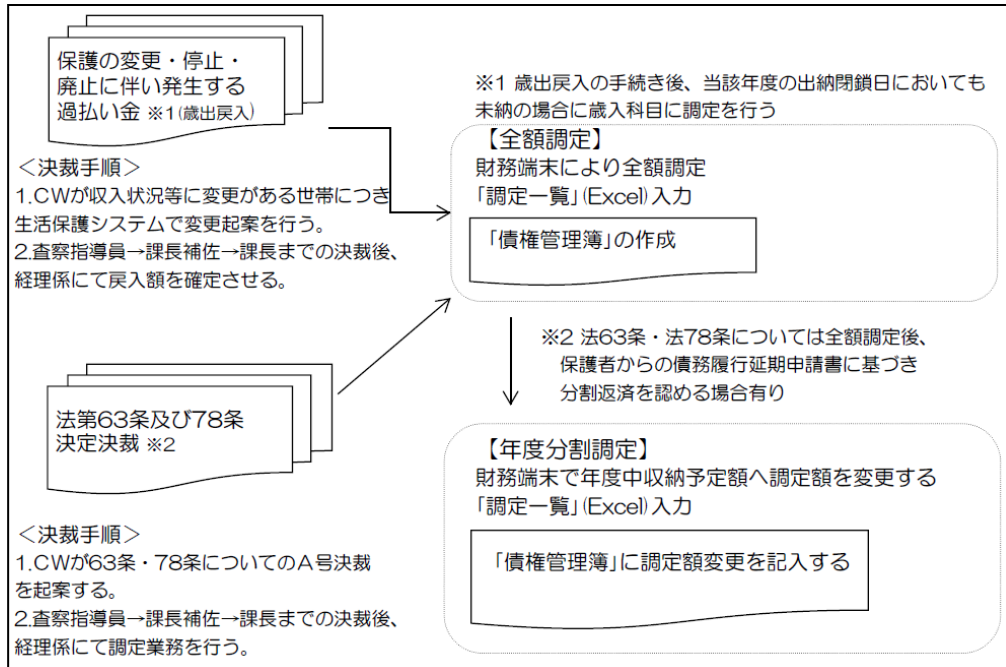 保護の変更・停止・
廃止に伴い発生する
過払い金 ※1(歳出戻入)
<決裁手順>
1.CWが収入状況等に変更がある世帯につき
生活保護システムで変更起案を行う。
2.査察指導員→課長補佐→課長までの決裁後、
経理係にて戻入額を確定させる。
※1 歳出戻入の手続き後、当該年度の出納閉鎖日においても
未納の場合に歳入科目に調定を行う
【全額調定】
財務端末により全額調定
「調定一覧」(Excel)入力
「債権管理簿」の作成
※2 法63条・法78条については全額調定後、
保護者からの債務履行延期申請書に基づき
分割返済を認める場合有り
法第63条及び78条
決定決裁 ※2
<決裁手順>
1.CWが63条・78条についてのA号決裁
を起案する。
2.査察指導員→課長補佐→課長までの決裁後、
経理係にて調定業務を行う。
【年度分割調定】
財務端末で年度中収納予定額へ調定額を変更する
「調定一覧」(Excel)入力
「債権管理簿」に調定額変更を記入する